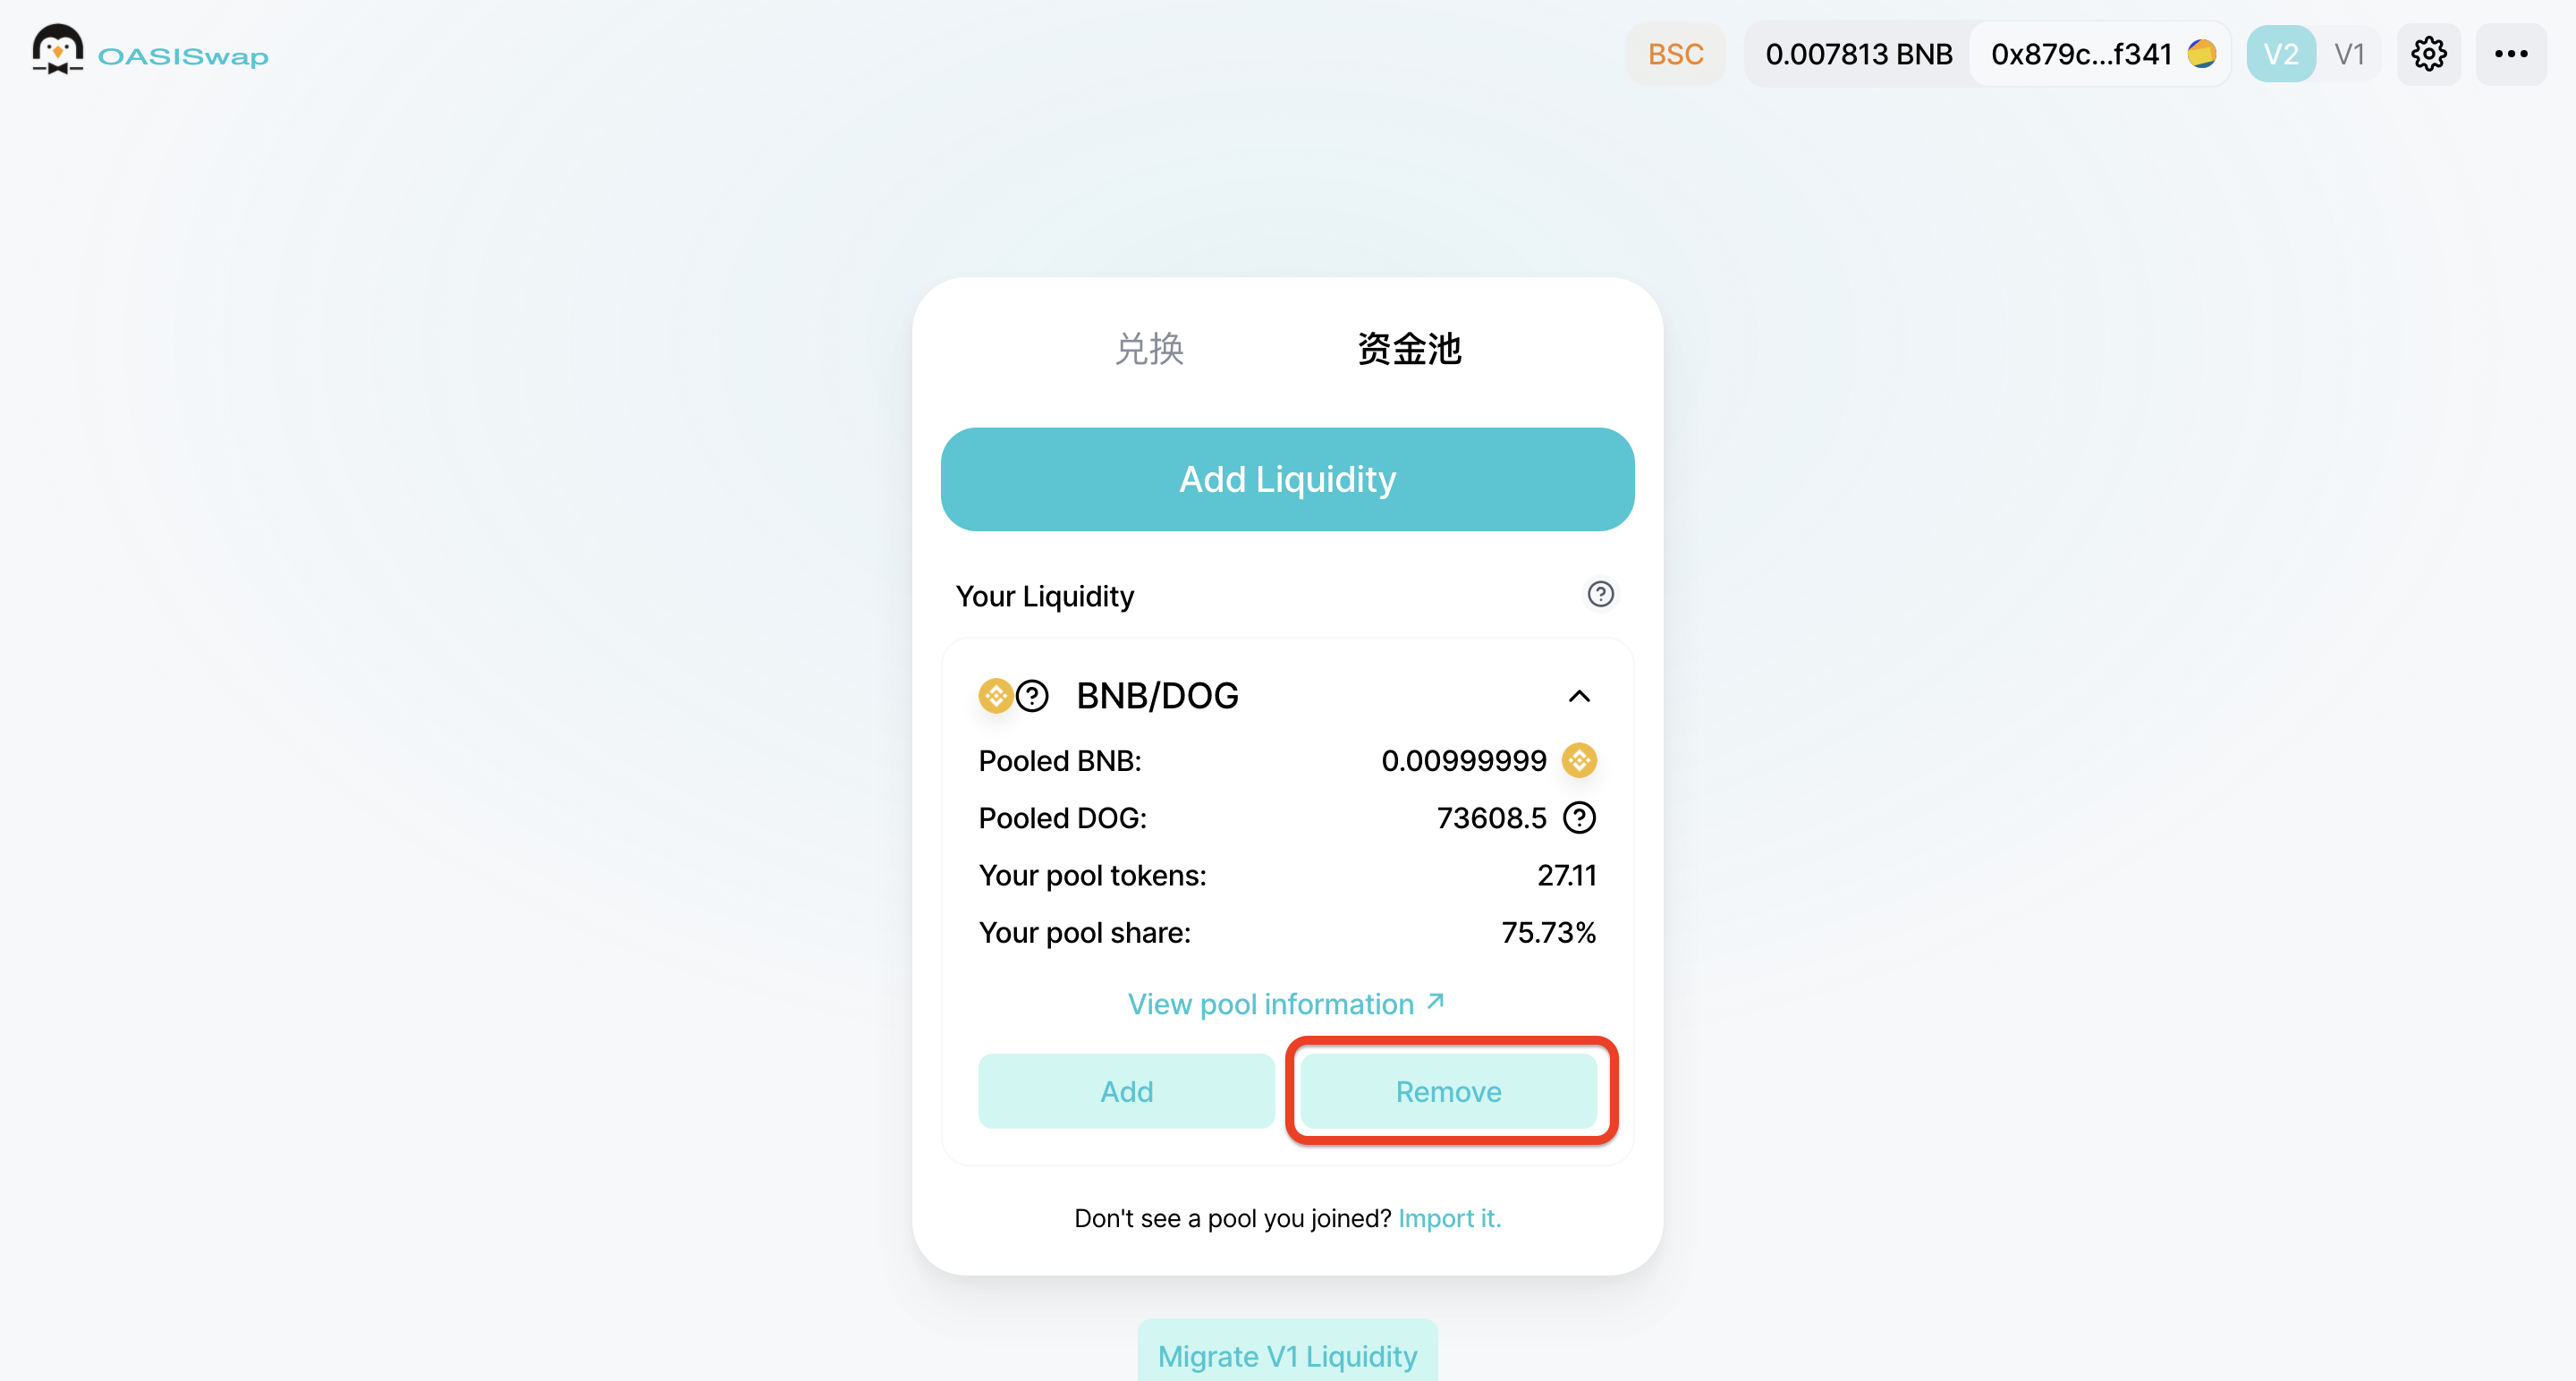 OASISwap
BSC
0.007813 BNB
0x879c...f341
V2
V1
兑换
资金池
Add Liquidity
Your Liquidity
BNB/DOG
Pooled BNB:
0.00999999
Pooled DOG:
73608.5
Your pool tokens:
27.11
Your pool share:
75.73%
View pool information ↗
Add
Remove
Don't see a pool you joined? Import it.
Migrate V1 Liquidity